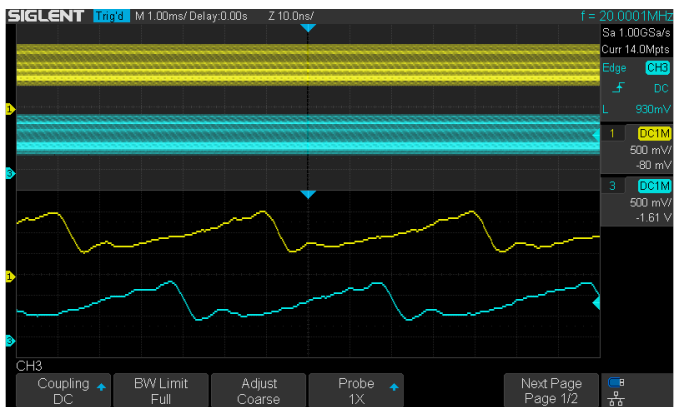 SIGLENT Trig'd M 1.00ms/ Delay:0.00s Z 10.0ns/ f = 20.0001MHz
Sa 1.00GSa/s
Curr 14.0Mpts
Edge CH3
DC
L 930mV
1 DC1M
500 mV/
-80 mV
3 DC1M
500 mV/
-1.61 V
1
3
1
3
CH3
Coupling BW Limit Adjust Probe Next Page
DC Full Coarse 1X Page 1/2